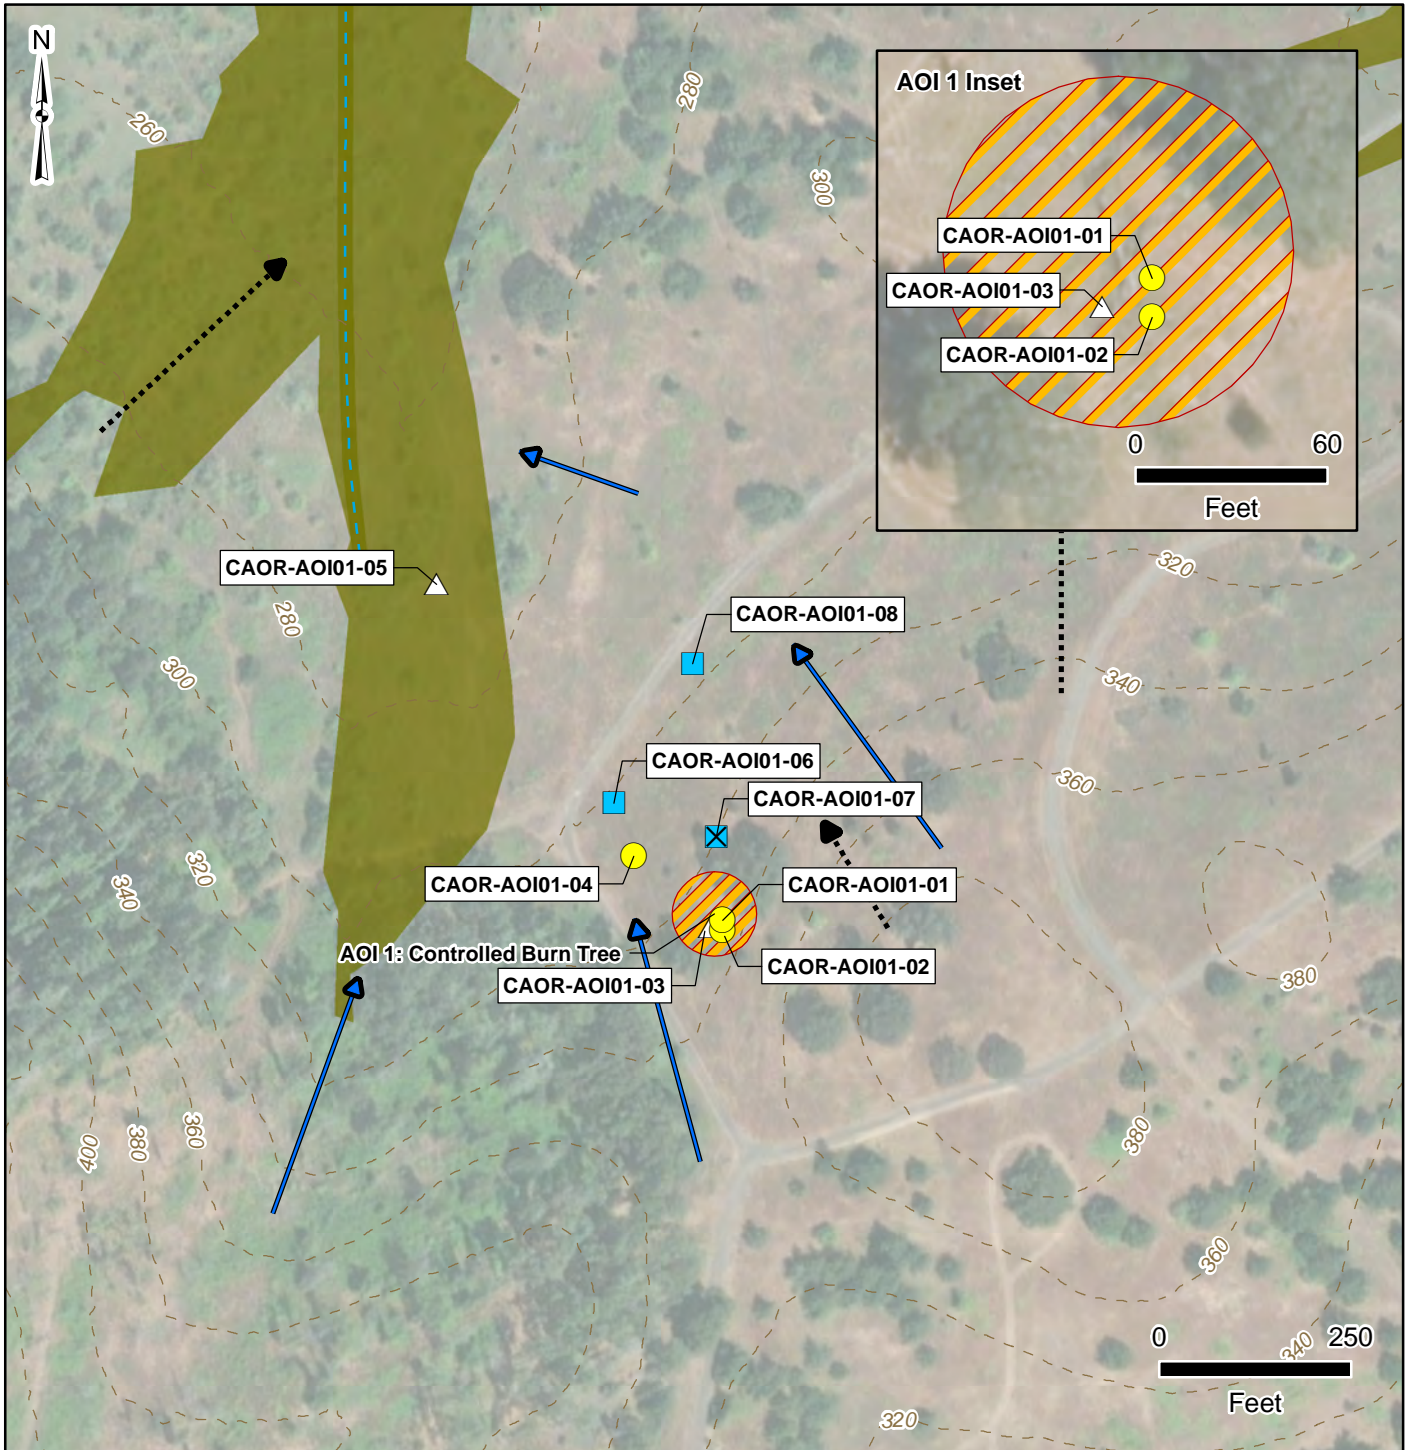 N
AOI 1 Inset
CAOR-AOI01-01
CAOR-AOI01-03
CAOR-AOI01-02
0 60
Feet
260
280
300
CAOR-AOI01-05
280
300
320
340
CAOR-AOI01-08
320
340
360
CAOR-AOI01-06
CAOR-AOI01-07
CAOR-AOI01-04
CAOR-AOI01-01
AOI 1: Controlled Burn Tree
CAOR-AOI01-02
CAOR-AOI01-03
380
400
380
360
380
360
340
320
0 250
Feet